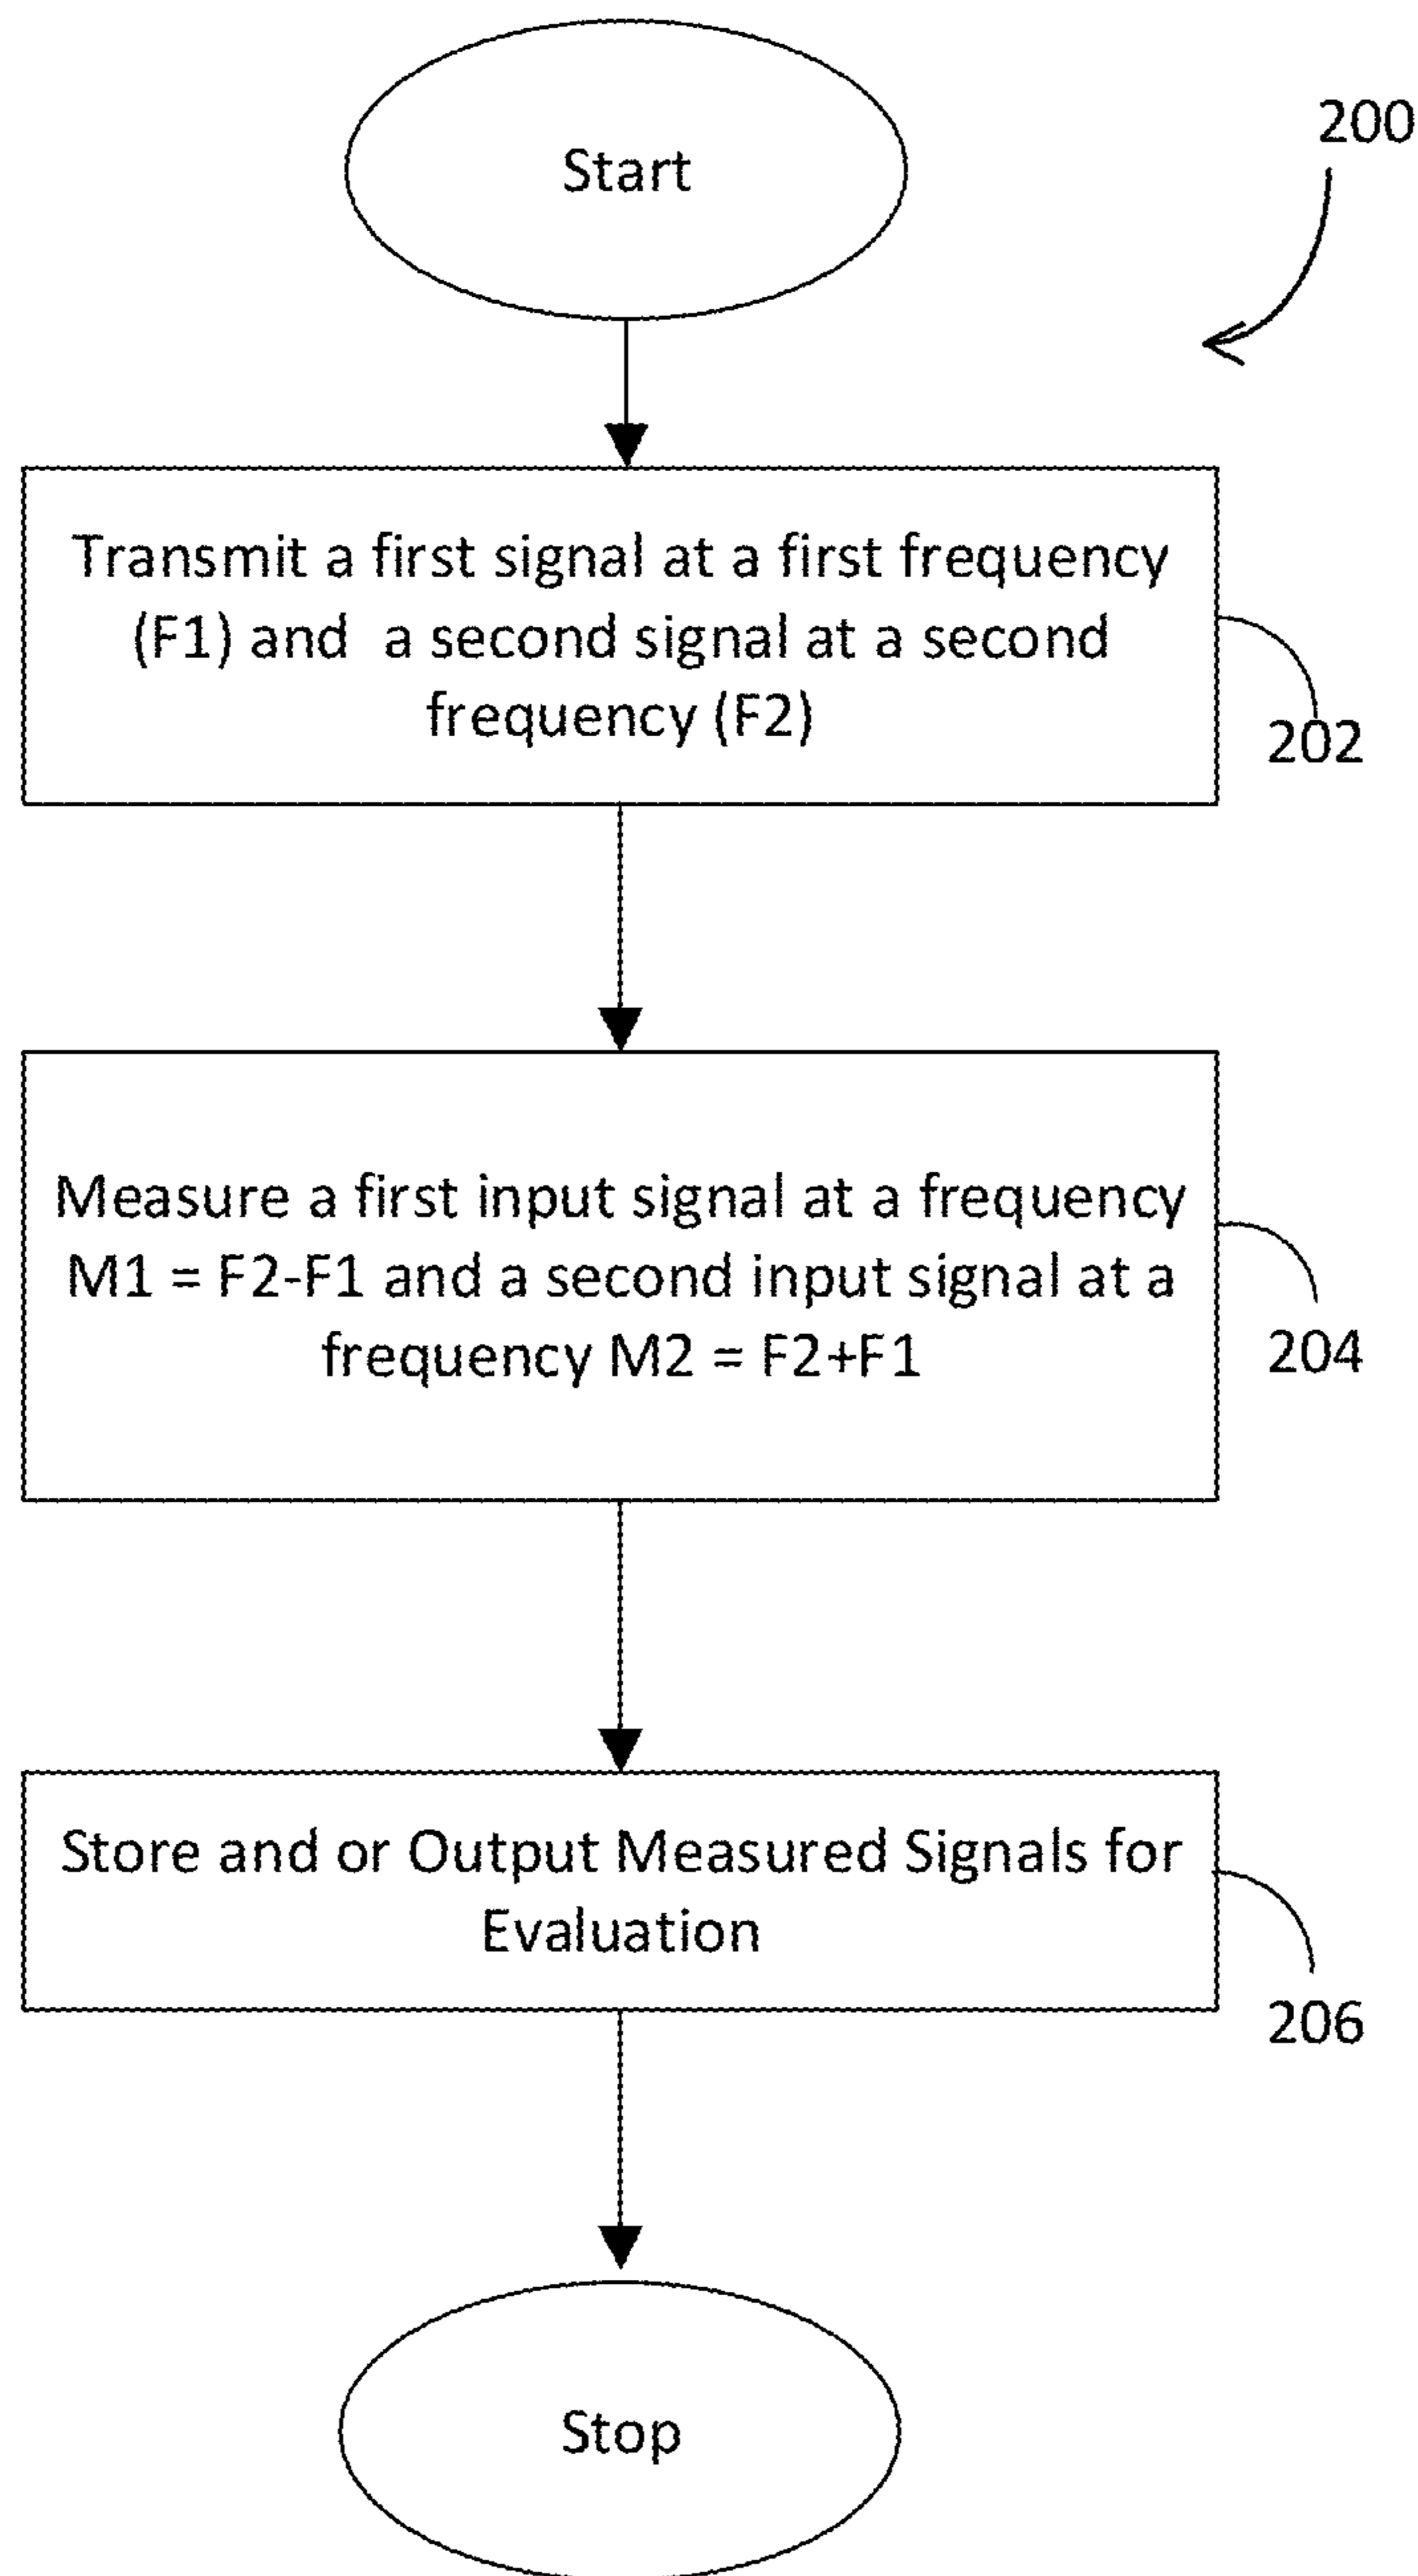 Start
200
Transmit a first signal at a first frequency
(F1) and  a second signal at a second
frequency (F2)
202
Measure a first input signal at a frequency
M1 = F2-F1 and a second input signal at a
frequency M2 = F2+F1
204
Store and or Output Measured Signals for
Evaluation
206
Stop